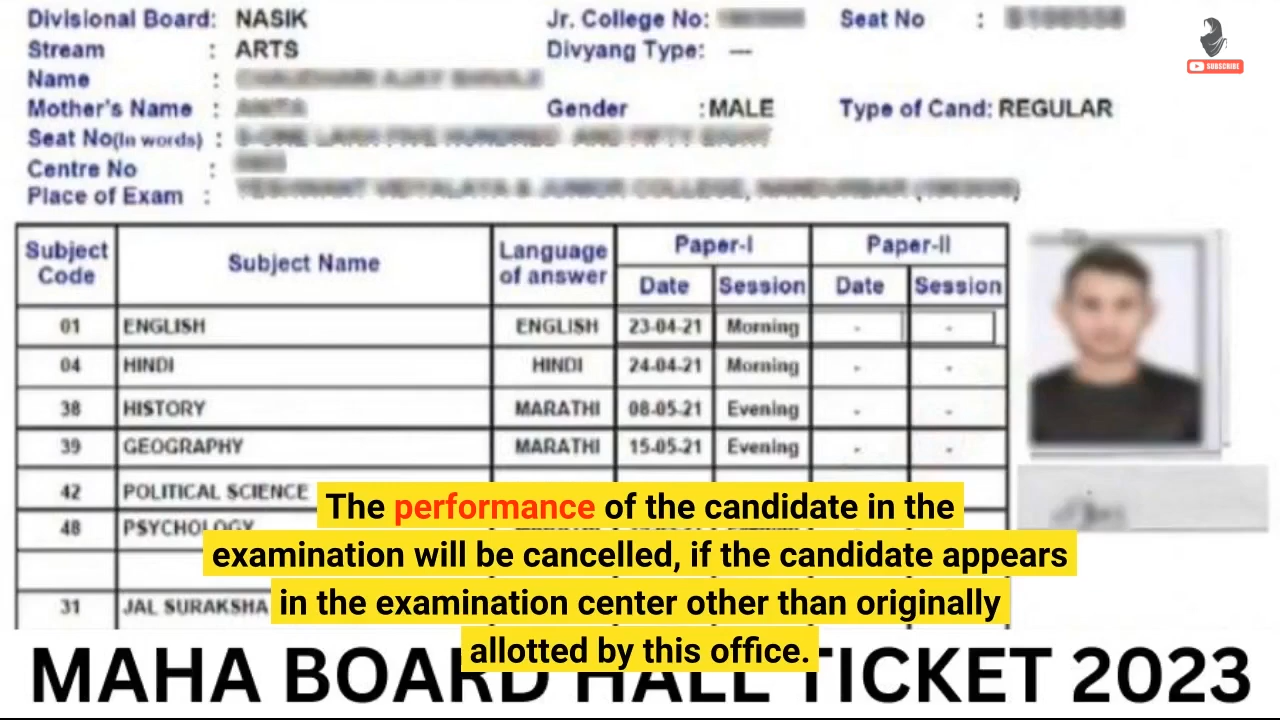 Divisional Board: NASIK Jr. College No: Seat No :
Stream : ARTS Divyang Type: —
Name :
Mother's Name : Gender :MALE Type of Cand: REGULAR
Seat No(In words) :
Centre No :
Place of Exam :
Subject Code Subject Name Language of answer Paper-I Paper-II
Date Session Date Session
01 ENGLISH ENGLISH 23-04-21 Morning - -
04 HINDI HINDI 24-04-21 Morning - -
38 HISTORY MARATHI 08-05-21 Evening - -
39 GEOGRAPHY MARATHI 15-05-21 Evening - -
42 POLITICAL SCIENCE
48 PSYCHOLOGY
31 JAL SURAKSHA
The performance of the candidate in the
examination will be cancelled, if the candidate appears
in the examination center other than originally
allotted by this office.
MAHA BOARD HALL TICKET 2023
SUBSCRIBE